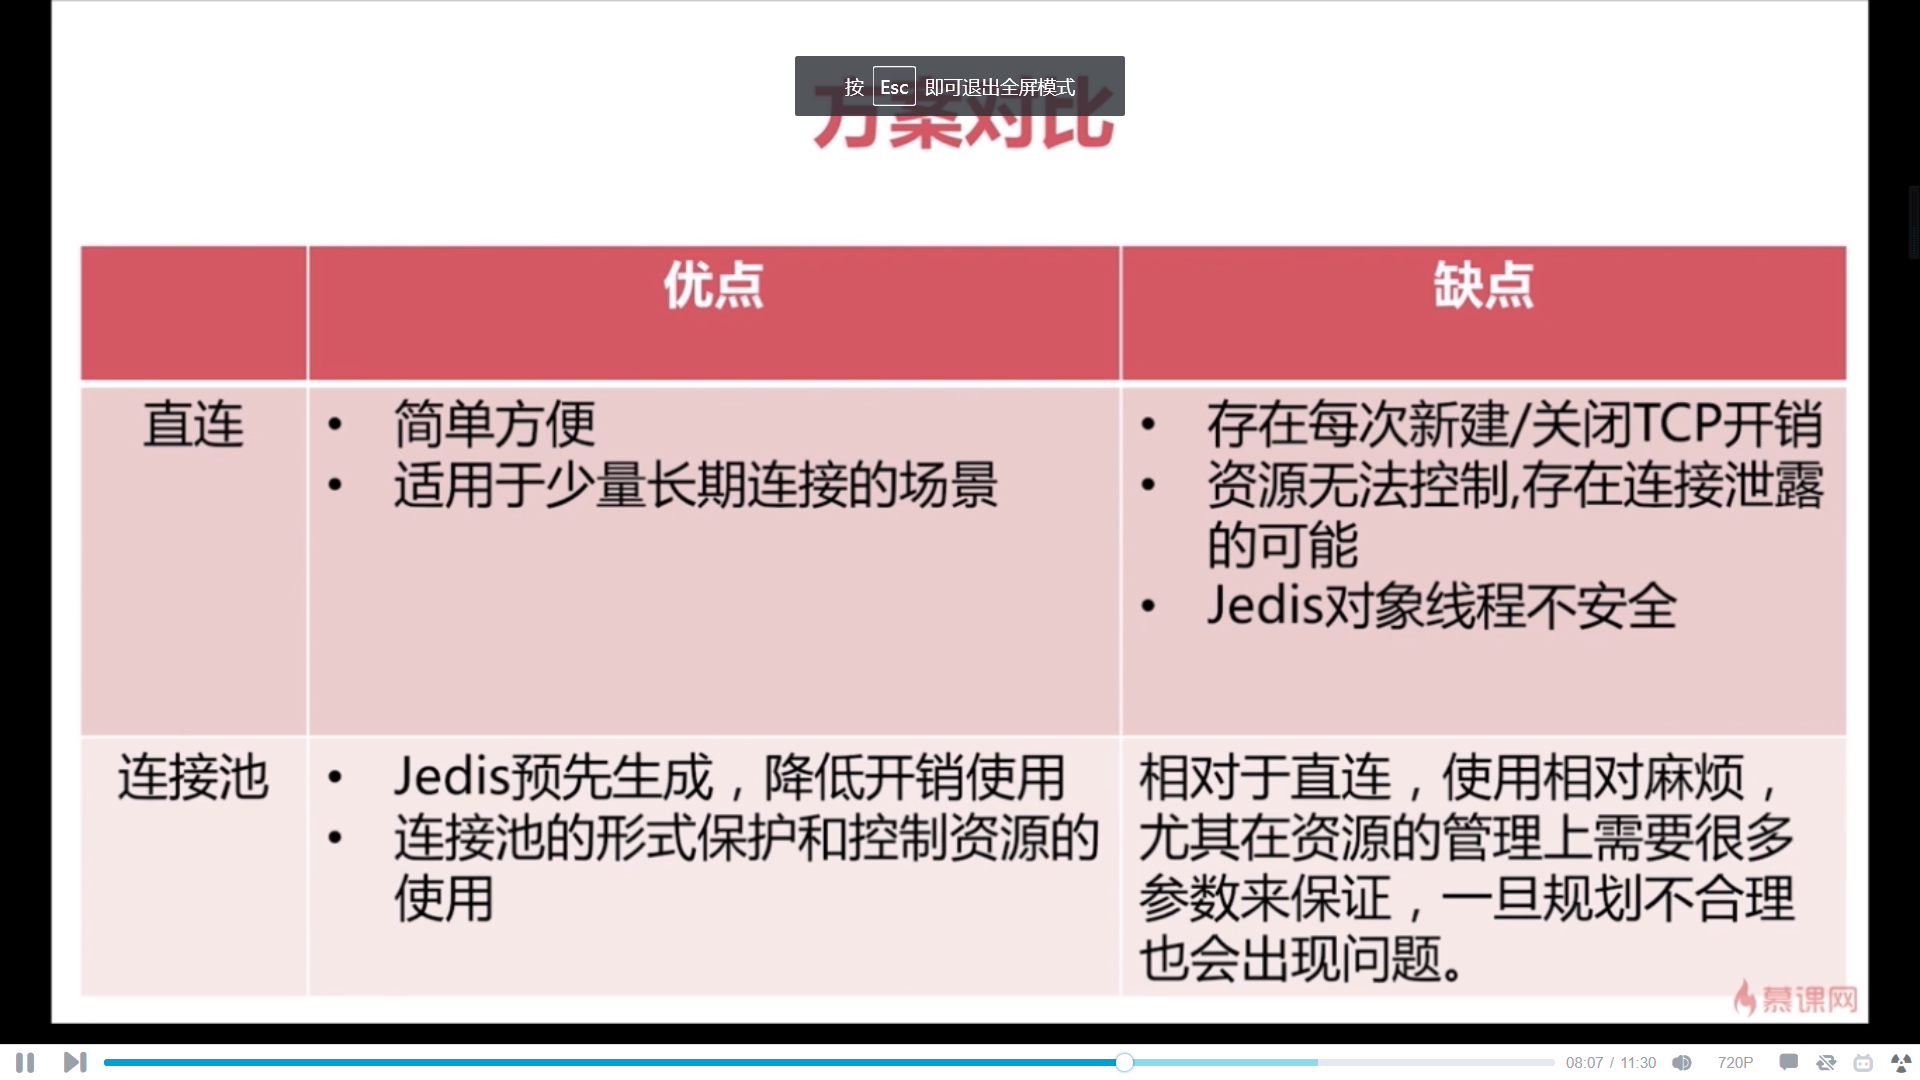 按 Esc 即可退出全屏模式
方案对比
优点
缺点
直连
• 简单方便
• 适用于少量长期连接的场景
• 存在每次新建/关闭TCP开销
• 资源无法控制,存在连接泄露
的可能
• Jedis对象线程不安全
连接池
• Jedis预先生成，降低开销使用
• 连接池的形式保护和控制资源的
使用
相对于直连，使用相对麻烦，
尤其在资源的管理上需要很多
参数来保证，一旦规划不合理
也会出现问题。
慕课网
08:07 / 11:30
720P